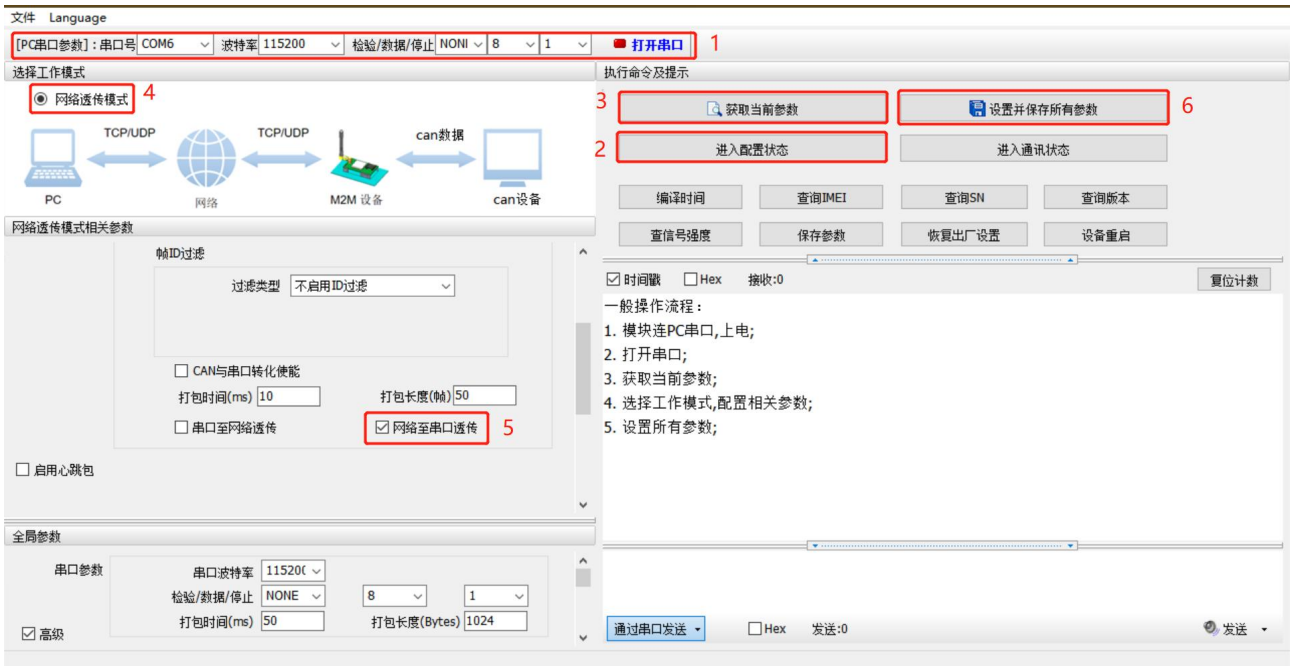 文件 Language
[PC串口参数]:串口号 COM6 波特率 115200 检验/数据/停止 NONI 8 1 打开串口 1
选择工作模式
网络透传模式 4
TCP/UDP TCP/UDP can数据
PC 网络 M2M 设备 can设备
网络透传模式相关参数
帧ID过滤
过滤类型 不启用ID过滤
CAN与串口转化使能
打包时间(ms) 10 打包长度(帧) 50
串口至网络透传 网络至串口透传 5
启用心跳包
全局参数
串口参数 串口波特率 11520(
检验/数据/停止 NONE 8 1
打包时间(ms) 50 打包长度(Bytes) 1024
高级
执行命令及提示
3 获取当前参数 设置并保存所有参数 6
2 进入配置状态 进入通讯状态
编译时间 查询IMEI 查询SN 查询版本
查信号强度 保存参数 恢复出厂设置 设备重启
时间戳 Hex 接收:0 复位计数
一般操作流程:
1. 模块连PC串口,上电;
2. 打开串口;
3. 获取当前参数;
4. 选择工作模式,配置相关参数;
5. 设置所有参数;
通过串口发送 Hex 发送:0 发送